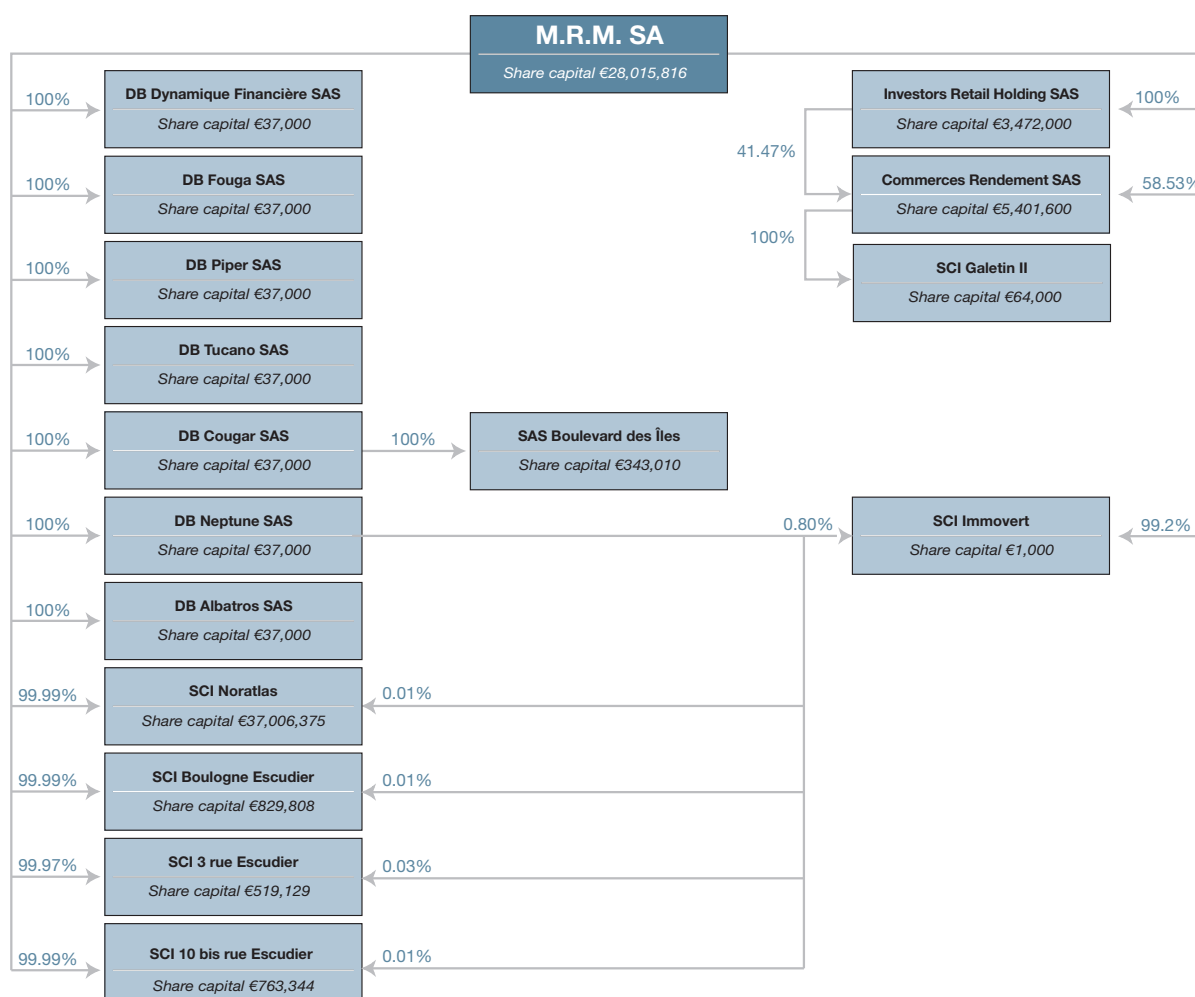 M.R.M. SA
Share capital €28,015,816
100%
DB Dynamique Financière SAS
Share capital €37,000
Investors Retail Holding SAS
Share capital €3,472,000
100%
41.47%
100%
DB Fouga SAS
Share capital €37,000
Commerces Rendement SAS
Share capital €5,401,600
58.53%
100%
100%
DB Piper SAS
Share capital €37,000
SCI Galetin II
Share capital €64,000
100%
DB Tucano SAS
Share capital €37,000
100%
DB Cougar SAS
Share capital €37,000
100%
SAS Boulevard des Îles
Share capital €343,010
100%
DB Neptune SAS
Share capital €37,000
0.80%
SCI Immovert
Share capital €1,000
99.2%
100%
DB Albatros SAS
Share capital €37,000
99.99%
SCI Noratlas
Share capital €37,006,375
0.01%
99.99%
SCI Boulogne Escudier
Share capital €829,808
0.01%
99.97%
SCI 3 rue Escudier
Share capital €519,129
0.03%
99.99%
SCI 10 bis rue Escudier
Share capital €763,344
0.01%